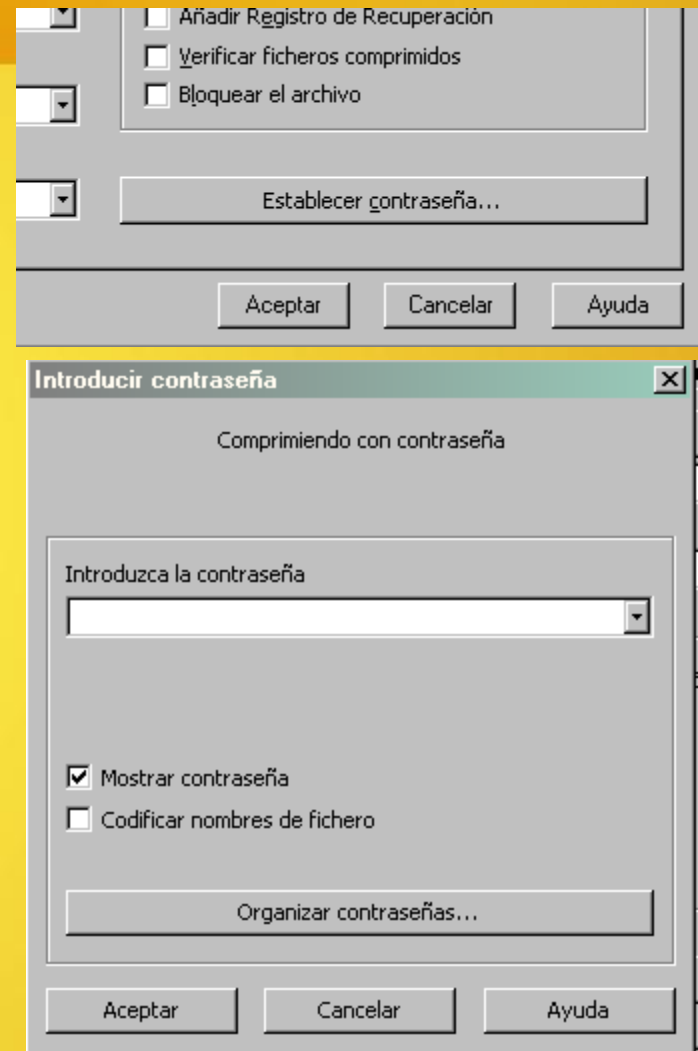 Añadir Registro de Recuperación
Verificar ficheros comprimidos
Bloquear el archivo
Establecer contraseña...
Aceptar Cancelar Ayuda
Introducir contraseña
Comprimiendo con contraseña
Introduzca la contraseña
Mostrar contraseña
Codificar nombres de fichero
Organizar contraseñas...
Aceptar Cancelar Ayuda